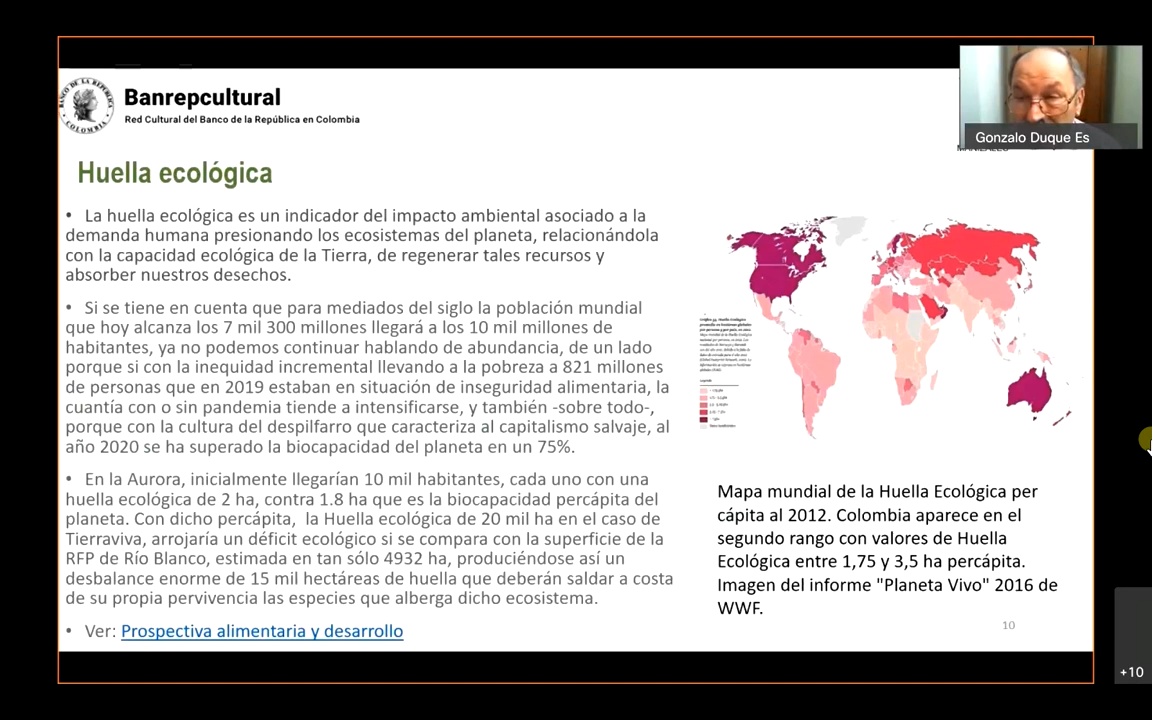 Banrepcultural
Red Cultural del Banco de la República en Colombia
Gonzalo Duque Es
Huella ecológica
• La huella ecológica es un indicador del impacto ambiental asociado a la
demanda humana presionando los ecosistemas del planeta, relacionándola
con la capacidad ecológica de la Tierra, de regenerar tales recursos y
absorber nuestros desechos.
• Si se tiene en cuenta que para mediados del siglo la población mundial
que hoy alcanza los 7 mil 300 millones llegará a los 10 mil millones de
habitantes, ya no podemos continuar hablando de abundancia, de un lado
porque si con la inequidad incremental llevando a la pobreza a 821 millones
de personas que en 2019 estaban en situación de inseguridad alimentaria, la
cuantía con o sin pandemia tiende a intensificarse, y también -sobre todo-,
porque con la cultura del despilfarro que caracteriza al capitalismo salvaje, al
año 2020 se ha superado la biocapacidad del planeta en un 75%.
• En la Aurora, inicialmente llegarían 10 mil habitantes, cada uno con una
huella ecológica de 2 ha, contra 1.8 ha que es la biocapacidad percápita del
planeta. Con dicho percápita, la Huella ecológica de 20 mil ha en el caso de
Tierraviva, arrojaría un déficit ecológico si se compara con la superficie de la
RFP de Río Blanco, estimada en tan sólo 4932 ha, produciéndose así un
desbalance enorme de 15 mil hectáreas de huella que deberán saldar a costa
de su propia pervivencia las especies que alberga dicho ecosistema.
• Ver: Prospectiva alimentaria y desarrollo
Mapa mundial de la Huella Ecológica per
cápita al 2012. Colombia aparece en el
segundo rango con valores de Huella
Ecológica entre 1,75 y 3,5 ha percápita.
Imagen del informe "Planeta Vivo" 2016 de
WWF.
10
+10